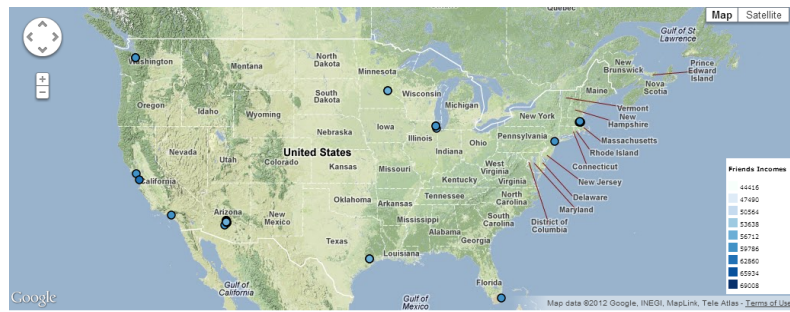 Quebec
Map Satellite
Gulf of St
Lawrence
Washington
Montana
North
Dakota
Minnesota
New
Brunswick
Prince
Edward
Island
Nova
Scotia
Maine
Oregon
Idaho
Wyoming
South
Dakota
Wisconsin
Michigan
New York
Vermont
New
Hampshire
Massachusetts
Rhode Island
Connecticut
Nebraska
Iowa
Illinois
Indiana
Ohio
Pennsylvania
Nevada
Utah
Colorado
United States
Kansas
Missouri
West
Virginia
Kentucky
Virginia
New Jersey
Delaware
Maryland
District of
Columbia
California
Arizona
New
Mexico
Oklahoma
Arkansas
Tennessee
North
Carolina
South
Carolina
Mississippi
Alabama
Georgia
Texas
Louisiana
Florida
Gulf of
California
Gulf of
Mexico
Friends Incomes
44416
47490
50564
53638
56712
59786
62860
65934
69008
Google
Map data ©2012 Google, INEGI, MapLink, Tele Atlas - Terms of Use